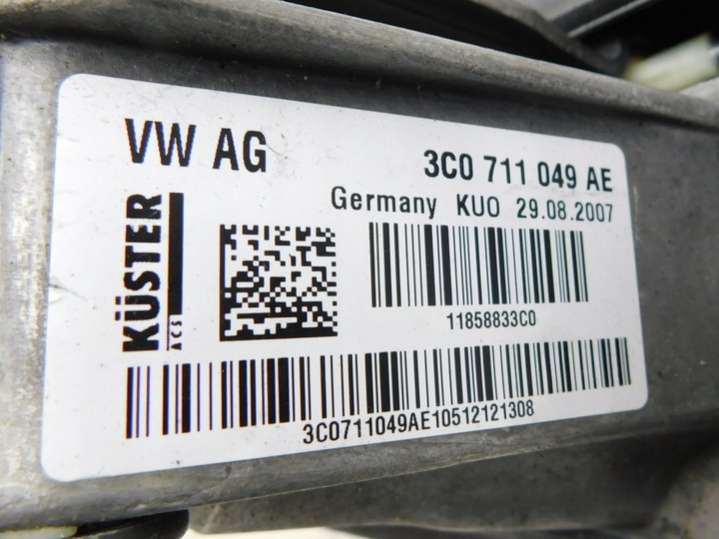 VW AG
3C0 711 049 AE
Germany KUO 29.08.2007
KÜSTER
ACS
11858833C0
3C0711049AE10512121308